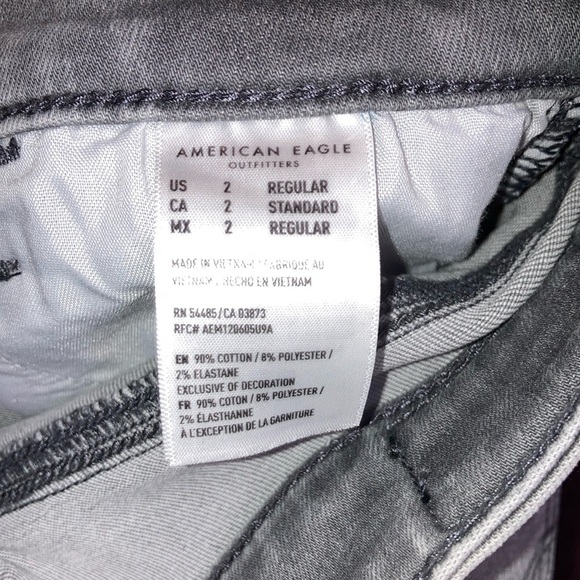 AMERICAN EAGLE
OUTFITTERS
US 2 REGULAR
CA 2 STANDARD
MX 2 REGULAR
MADE IN VIETNAM / FABRIQUÉ AU
VIETNAM / HECHO EN VIETNAM
RN 54485/CA 03873
RFC# AEM120605U9A
EN 90% COTTON / 8% POLYESTER /
2% ELASTANE
EXCLUSIVE OF DECORATION
FR 90% COTTON / 8% POLYESTER /
2% ÉLASTHANNE
À L'EXCEPTION DE LA GARNITURE